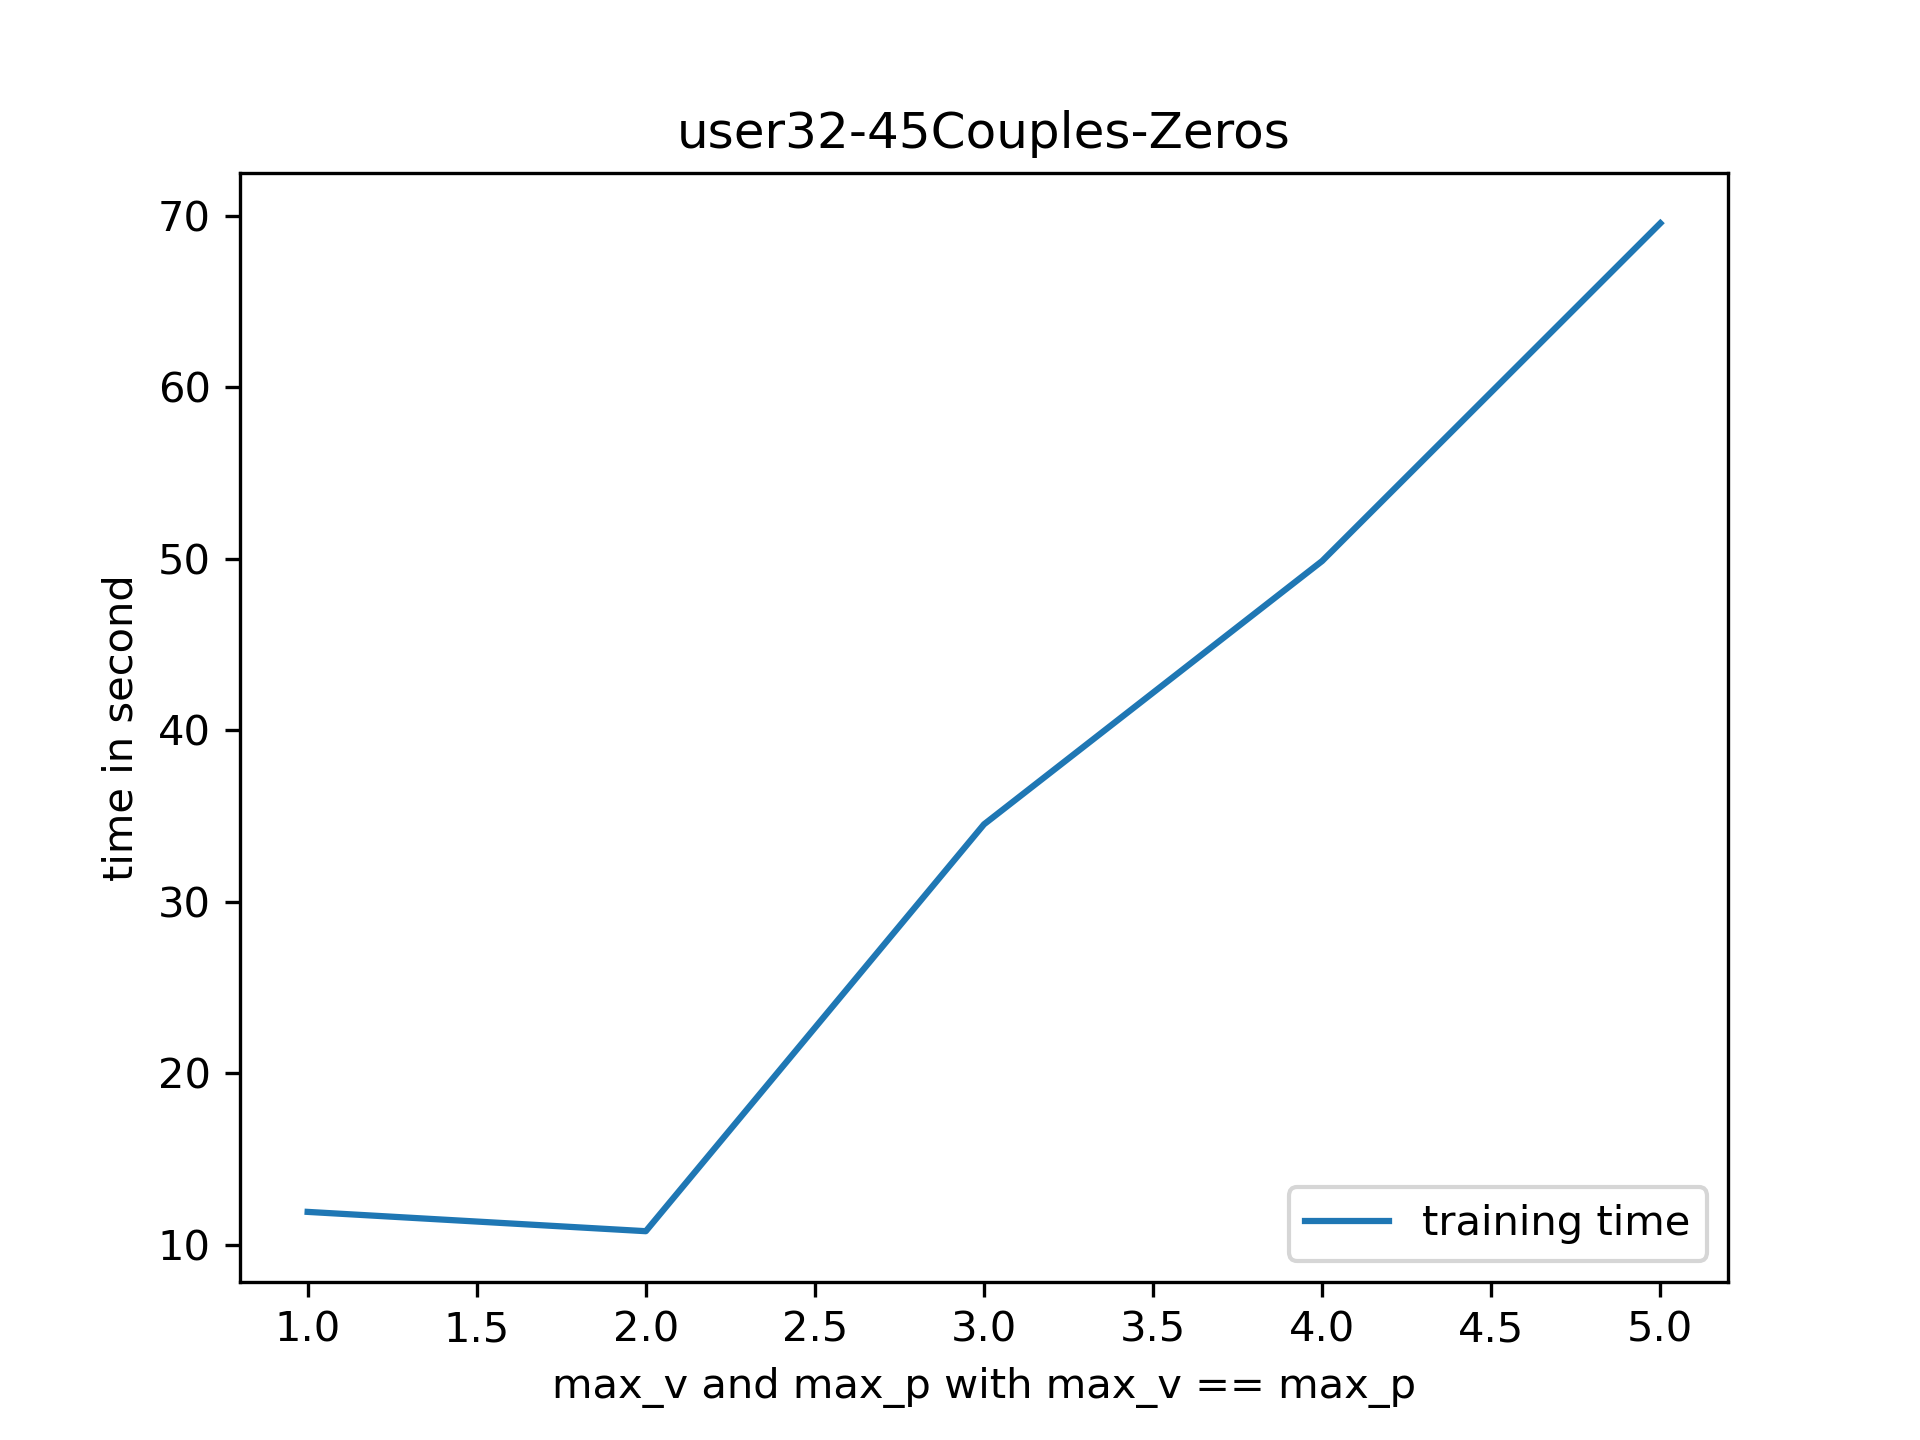 user32-45Couples-Zeros
70
60
50
40
30
20
10
time in second
training time
1.0 1.5 2.0 2.5 3.0 3.5 4.0 4.5 5.0
max_v and max_p with max_v == max_p